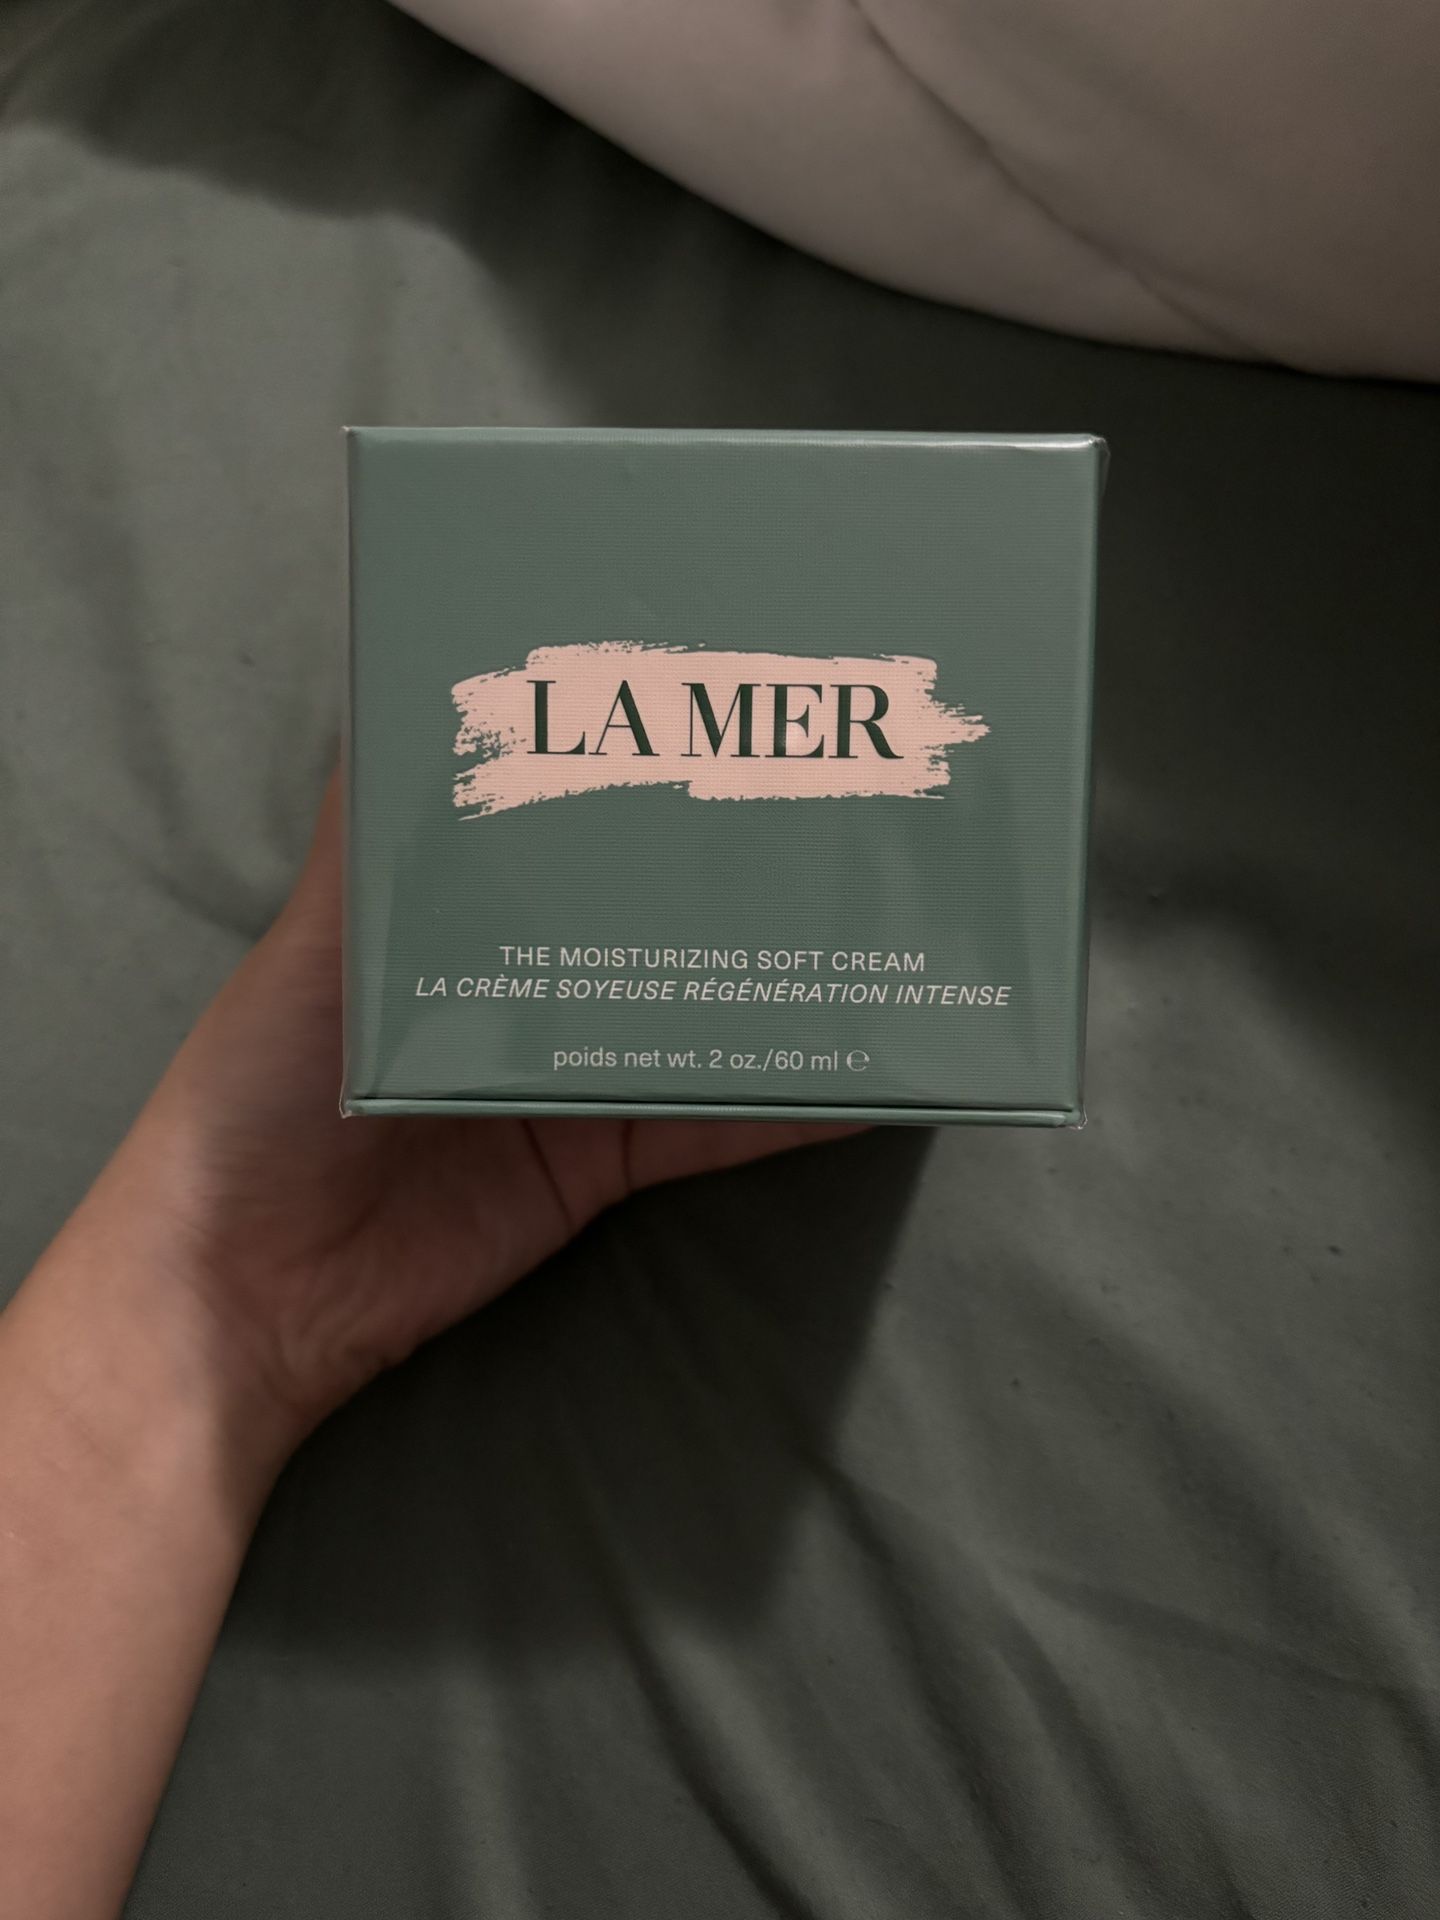 LA MER
THE MOISTURIZING SOFT CREAM
LA CRÈME SOYEUSE RÉGÉNÉRATION INTENSE
poids net wt. 2 oz./60 ml ℮